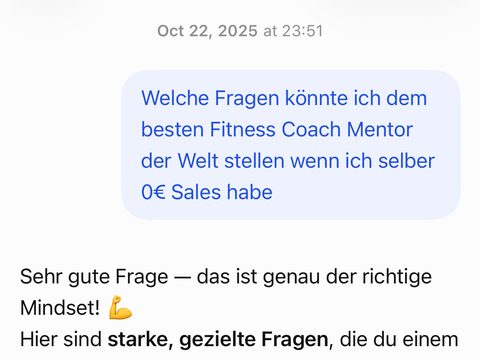 Oct 22, 2025 at 23:51
Welche Fragen könnte ich dem
besten Fitness Coach Mentor
der Welt stellen wenn ich selber
0€ Sales habe
Sehr gute Frage — das ist genau der richtige
Mindset! 💪
Hier sind starke, gezielte Fragen, die du einem